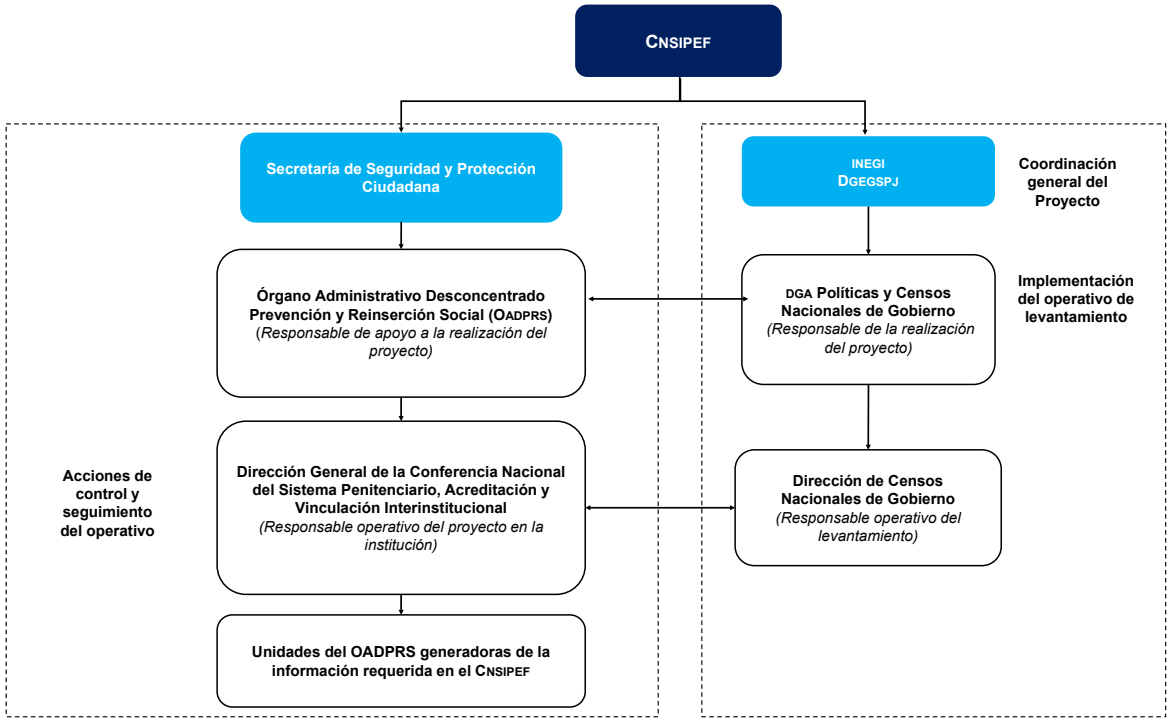 CNSIPEF
Secretaría de Seguridad y Protección
Ciudadana
INEGI
DGEGSPJ
Coordinación
general del
Proyecto
Órgano Administrativo Desconcentrado
Prevención y Reinserción Social (OADPRS)
(Responsable de apoyo a la realización del
proyecto)
DGA Políticas y Censos
Nacionales de Gobierno
(Responsable de la realización
del proyecto)
Implementación
del operativo de
levantamiento
Acciones de
control y
seguimiento
del operativo
Dirección General de la Conferencia Nacional
del Sistema Penitenciario, Acreditación y
Vinculación Interinstitucional
(Responsable operativo del proyecto en la
institución)
Dirección de Censos
Nacionales de Gobierno
(Responsable operativo del
levantamiento)
Unidades del OADPRS generadoras de la
información requerida en el CNSIPEF